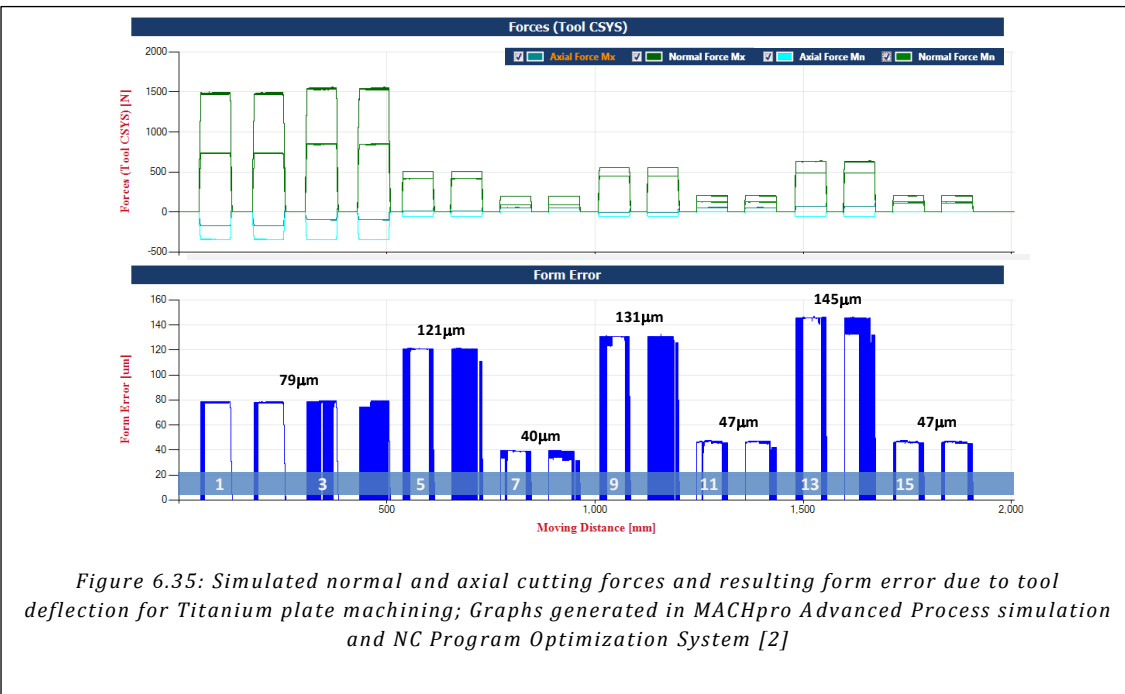 Forces (Tool CSYS)
Axial Force Mx Normal Force Mx Axial Force Mn Normal Force Mn
Forces (Tool CSYS) [N]
2000
1500
1000
500
0
-500
Form Error
Form Error [um]
160
140
120
100
80
60
40
20
0
79μm
121μm
40μm
131μm
47μm
145μm
47μm
1 3 5 7 9 11 13 15
500 1,000 1,500 2,000
Moving Distance [mm]
Figure 6.35: Simulated normal and axial cutting forces and resulting form error due to tool
deflection for Titanium plate machining; Graphs generated in MACHpro Advanced Process simulation
and NC Program Optimization System [2]